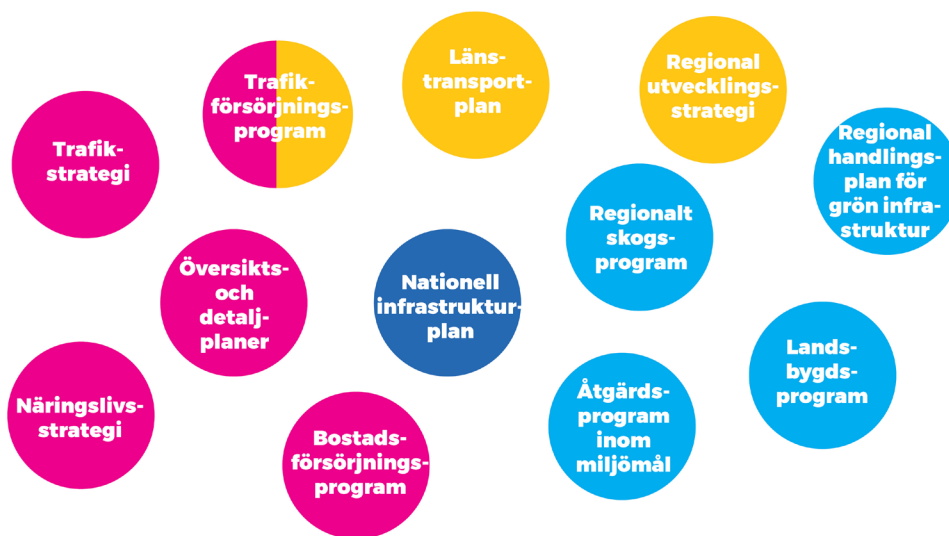 Trafik-
försörjnings-
program
Läns-
transport-
plan
Regional
utvecklings-
strategi
Trafik-
strategi
Regional
handlings-
plan för
grön infra-
struktur
Regionalt
skogs-
program
Översikts-
och
detalj-
planer
Nationell
infrastruktur-
plan
Lands-
bygds-
program
Näringslivs-
strategi
Åtgärds-
program
inom
miljömål
Bostads-
försörjnings-
program